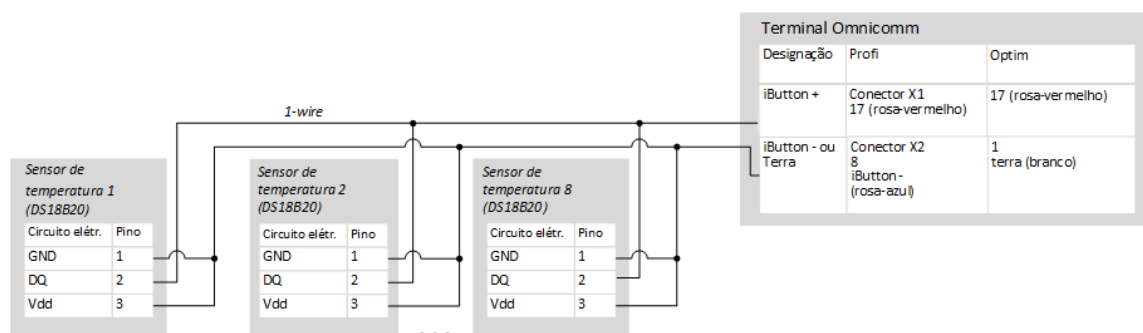 Terminal Omnicomm
Designação Profi Optim
iButton + Conector X1 17 (rosa-vermelho)
17 (rosa-vermelho)
iButton - ou Conector X2 1
Terra 8 terra (branco)
iButton -
(rosa-azul)
1-wire
Sensor de
temperatura 1
(DS18B20)
Circuito elétr. Pino
GND 1
DQ 2
Vdd 3
Sensor de
temperatura 2
(DS18B20)
Circuito elétr. Pino
GND 1
DQ 2
Vdd 3
Sensor de
temperatura 8
(DS18B20)
Circuito elétr. Pino
GND 1
DQ 2
Vdd 3